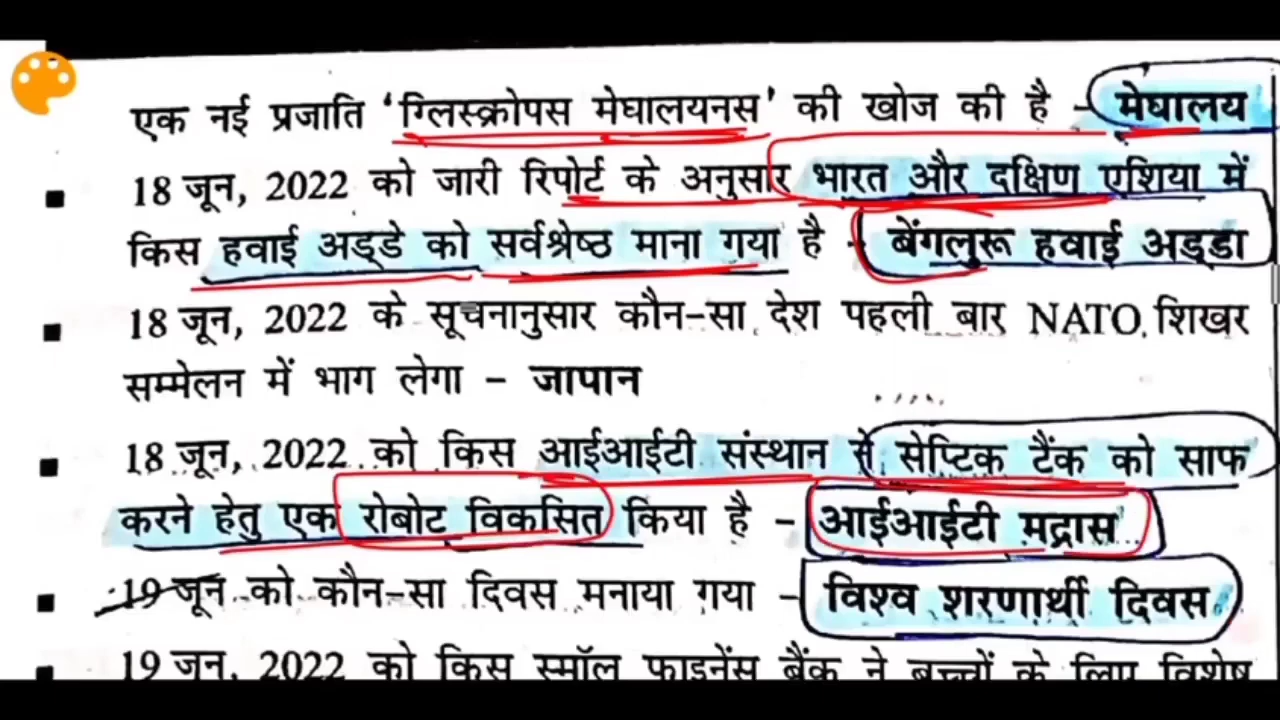 एक नई प्रजाति ‘ग्लिस्क्रोपस मेघालयनस’ की खोज की है - मेघालय
■ 18 जून, 2022 को जारी रिपोर्ट के अनुसार भारत और दक्षिण एशिया में
किस हवाई अड्डे को सर्वश्रेष्ठ माना गया है - बेंगलुरू हवाई अड्डा
■ 18 जून, 2022 के सूचनानुसार कौन-सा देश पहली बार NATO शिखर
सम्मेलन में भाग लेगा – जापान
■ 18 जून, 2022 को किस आईआईटी संस्थान से सेप्टिक टैंक को साफ
करने हेतु एक रोबोट विकसित किया है – आईआईटी मद्रास
■ 19 जून को कौन-सा दिवस मनाया गया – विश्व शरणार्थी दिवस
■ 19 जून, 2022 को किस स्मॉल फाइनेंस बैंक ने बच्चों के लिए विशेष